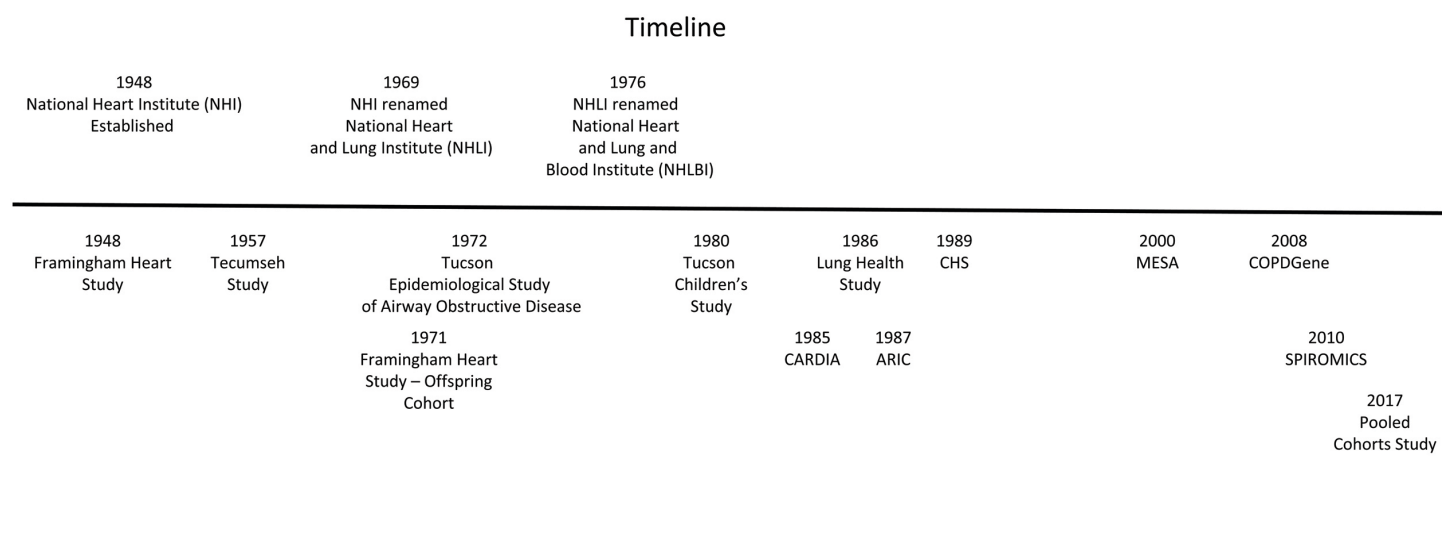 Timeline
1948
National Heart Institute (NHI)
Established
1969
NHI renamed
National Heart
and Lung Institute (NHLI)
1976
NHLI renamed
National Heart
and Lung and
Blood Institute (NHLBI)
1948
Framingham Heart
Study
1957
Tecumseh
Study
1972
Tucson
Epidemiological Study
of Airway Obstructive Disease
1971
Framingham Heart
Study – Offspring
Cohort
1980
Tucson
Children's
Study
1986
Lung Health
Study
1985
CARDIA
1987
ARIC
1989
CHS
2000
MESA
2008
COPDGene
2010
SPIROMICS
2017
Pooled
Cohorts Study